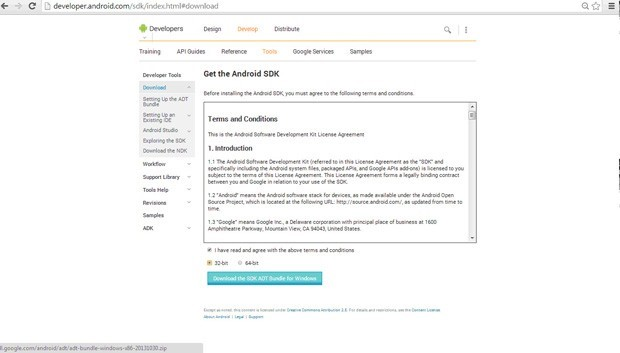 developer.android.com/sdk/index.html#download
Developers Design Develop Distribute
Training API Guides Reference Tools Google Services Samples
Developer Tools
Download
Setting Up the ADT
Bundle
Setting Up an
Existing IDE
Android Studio
Exploring the SDK
Download the NDK
Workflow
Support Library
Tools Help
Revisions
Samples
ADK
Get the Android SDK
Before installing the Android SDK, you must agree to the following terms and conditions.
Terms and Conditions
This is the Android Software Development Kit License Agreement
1. Introduction
1.1 The Android Software Development Kit (referred to in this License Agreement as the "SDK" and
specifically including the Android system files, packaged APIs, and Google APIs add-ons) is licensed to you
subject to the terms of this License Agreement. This License Agreement forms a legally binding contract
between you and Google in relation to your use of the SDK.
1.2 "Android" means the Android software stack for devices, as made available under the Android Open
Source Project, which is located at the following URL: http://source.android.com/, as updated from time to
time.
1.3 "Google" means Google Inc., a Delaware corporation with principal place of business at 1600
Amphitheatre Parkway, Mountain View, CA 94043, United States.
I have read and agree with the above terms and conditions
32-bit 64-bit
Download the SDK ADT Bundle for Windows
Except as noted, this content is licensed under Creative Commons Attribution 2.5. For details and restrictions, see the Content License.
About Android | Legal | Support
l.google.com/android/adt/adt-bundle-windows-x86-20131030.zip